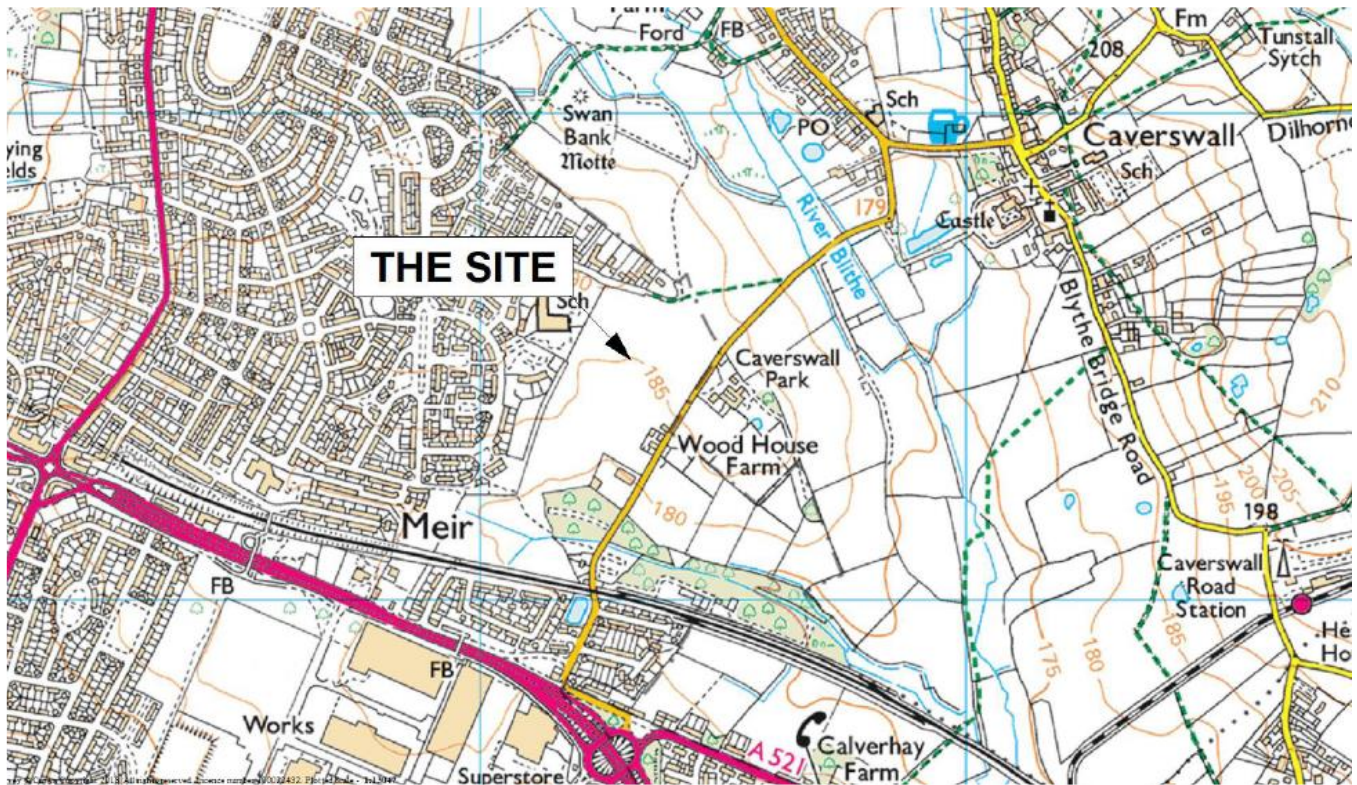 Ford
FB
Fm
Tunstall
Sytch
208
Sch
Swan
Bank
Motte
PO
Caverswall
Dilhorne
ying
elds
Sch
River Blithe
179
Castle
THE SITE
Sch
Blythe Bridge Road
185
Caverswall
Park
210
Wood House
Farm
205
200
195
198
180
Meir
Caverswall
Road
Station
FB
185
180
175
FB
Works
A 521
Calverhay
Farm
Superstore